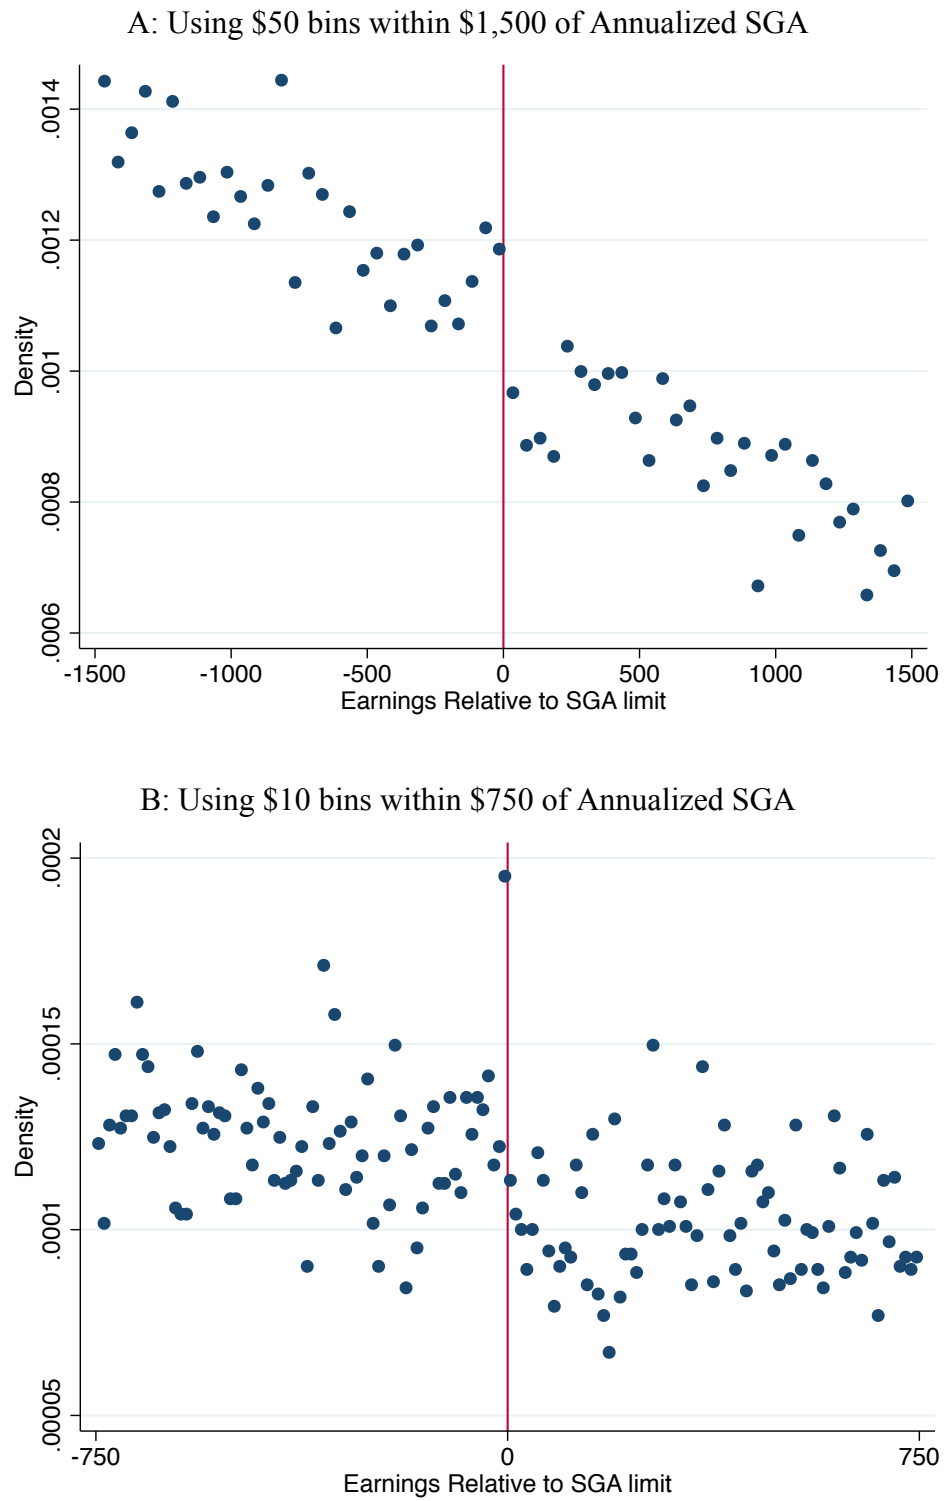 A: Using $50 bins within $1,500 of Annualized SGA
.0014
.0012
.001
.0008
.0006
Density
-1500 -1000 -500 0 500 1000 1500
Earnings Relative to SGA limit
B: Using $10 bins within $750 of Annualized SGA
.0002
.00015
.0001
.00005
Density
-750 0 750
Earnings Relative to SGA limit